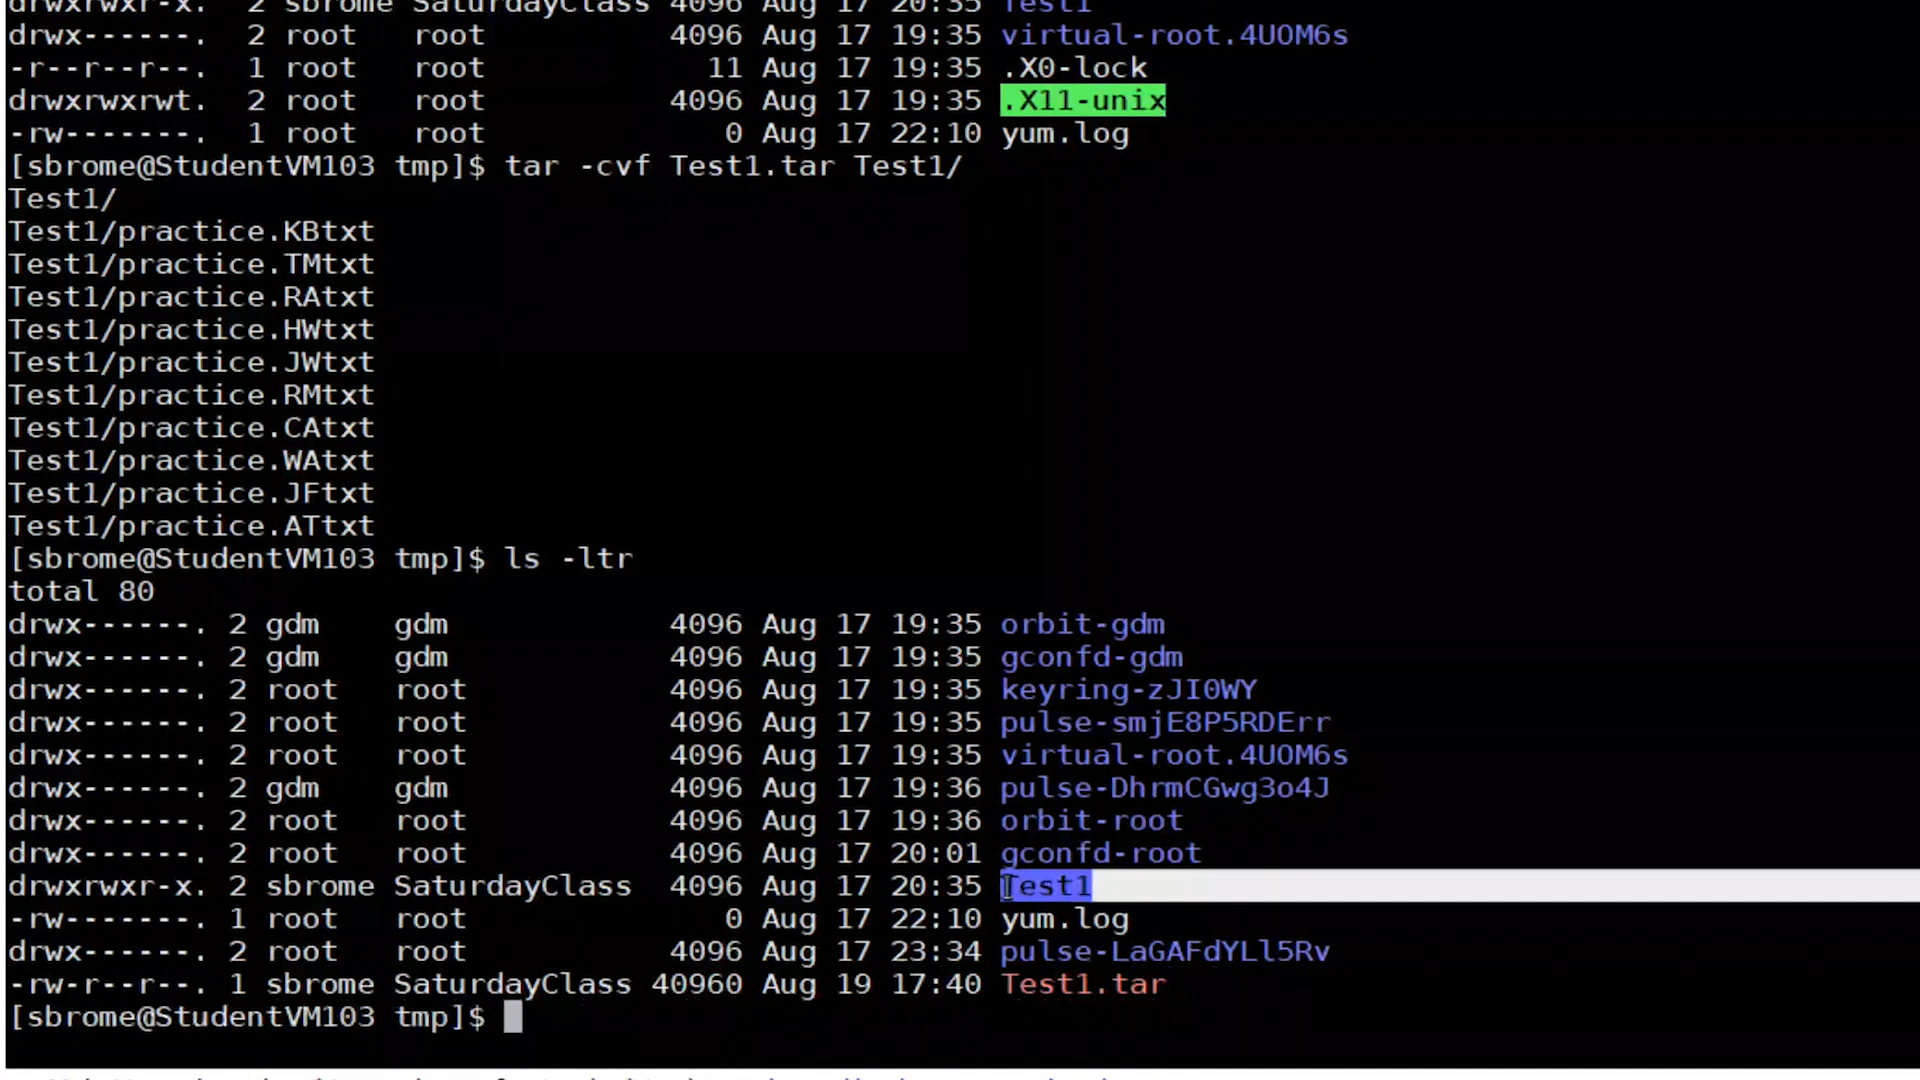 drwxrwxr-x. 2 sbrome SaturdayClass 4096 Aug 17 20:35 Test1
drwx------. 2 root root 4096 Aug 17 19:35 virtual-root.4UOM6s
-r--r--r--. 1 root root 11 Aug 17 19:35 .X0-lock
drwxrwxrwt. 2 root root 4096 Aug 17 19:35 .X11-unix
-rw-------. 1 root root 0 Aug 17 22:10 yum.log
[sbrome@StudentVM103 tmp]$ tar -cvf Test1.tar Test1/
Test1/
Test1/practice.KBtxt
Test1/practice.TMtxt
Test1/practice.RAtxt
Test1/practice.HWtxt
Test1/practice.JWtxt
Test1/practice.RMtxt
Test1/practice.CAtxt
Test1/practice.WAtxt
Test1/practice.JFtxt
Test1/practice.ATtxt
[sbrome@StudentVM103 tmp]$ ls -ltr
total 80
drwx------. 2 gdm gdm 4096 Aug 17 19:35 orbit-gdm
drwx------. 2 gdm gdm 4096 Aug 17 19:35 gconfd-gdm
drwx------. 2 root root 4096 Aug 17 19:35 keyring-zJI0WY
drwx------. 2 root root 4096 Aug 17 19:35 pulse-smjE8P5RDErr
drwx------. 2 root root 4096 Aug 17 19:35 virtual-root.4UOM6s
drwx------. 2 gdm gdm 4096 Aug 17 19:36 pulse-DhrmCGwg3o4J
drwx------. 2 root root 4096 Aug 17 19:36 orbit-root
drwx------. 2 root root 4096 Aug 17 20:01 gconfd-root
drwxrwxr-x. 2 sbrome SaturdayClass 4096 Aug 17 20:35 Test1
-rw-------. 1 root root 0 Aug 17 22:10 yum.log
drwx------. 2 root root 4096 Aug 17 23:34 pulse-LaGAFdYLl5Rv
-rw-r--r--. 1 sbrome SaturdayClass 40960 Aug 19 17:40 Test1.tar
[sbrome@StudentVM103 tmp]$